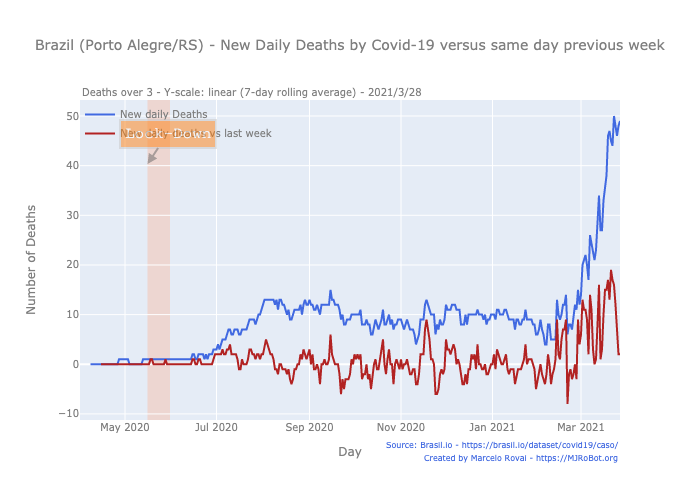 Brazil (Porto Alegre/RS) - New Daily Deaths by Covid-19 versus same day previous week
Deaths over 3 - Y-scale: linear (7-day rolling average) - 2021/3/28
New daily Deaths
New daily Deaths vs last week
50
40
30
20
10
0
−10
Number of Deaths
May 2020
Jul 2020
Sep 2020
Nov 2020
Jan 2021
Mar 2021
Day
Source: Brasil.io - https://brasil.io/dataset/covid19/caso/
Created by Marcelo Rovai - https://MJRoBot.org